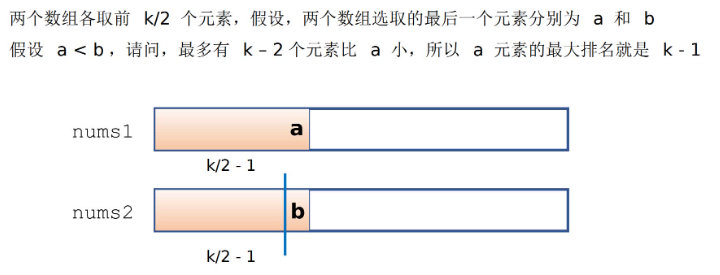 两个数组各取前 k/2 个元素，假设，两个数组选取的最后一个元素分别为 a 和 b
假设 a < b，请问，最多有 k – 2 个元素比 a 小，所以 a 元素的最大排名就是 k - 1
nums1
a
k/2 - 1
nums2
b
k/2 - 1